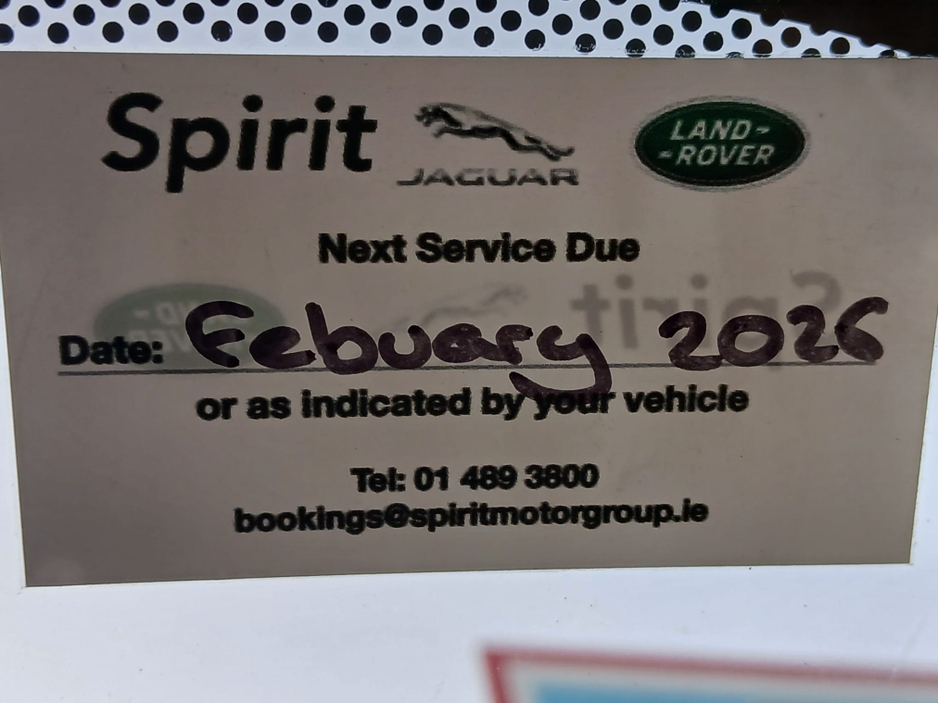 Spirit JAGUAR LAND-
-ROVER
Next Service Due
Date: Febuary 2026
or as indicated by your vehicle
Tel: 01 489 3800
bookings@spiritmotorgroup.ie